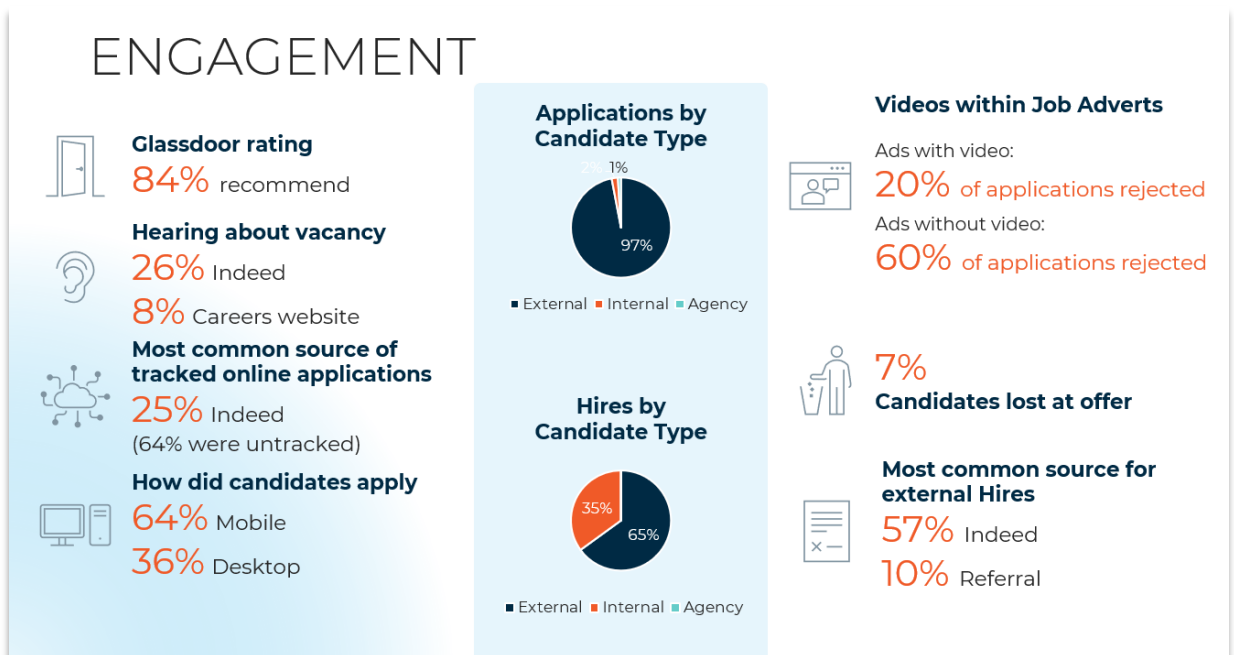 ENGAGEMENT
Glassdoor rating
84% recommend
Hearing about vacancy
26% Indeed
8% Careers website
Most common source of
tracked online applications
25% Indeed
(64% were untracked)
How did candidates apply
64% Mobile
36% Desktop
Applications by
Candidate Type
2% 1%
97%
External Internal Agency
Hires by
Candidate Type
35%
65%
External Internal Agency
Videos within Job Adverts
Ads with video:
20% of applications rejected
Ads without video:
60% of applications rejected
7%
Candidates lost at offer
Most common source for
external Hires
57% Indeed
10% Referral